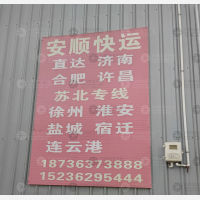 安顺快运
直达 济南
合肥 许昌
苏北专线
徐州 淮安
盐城 宿迁
连云港
18736373888
15236295444